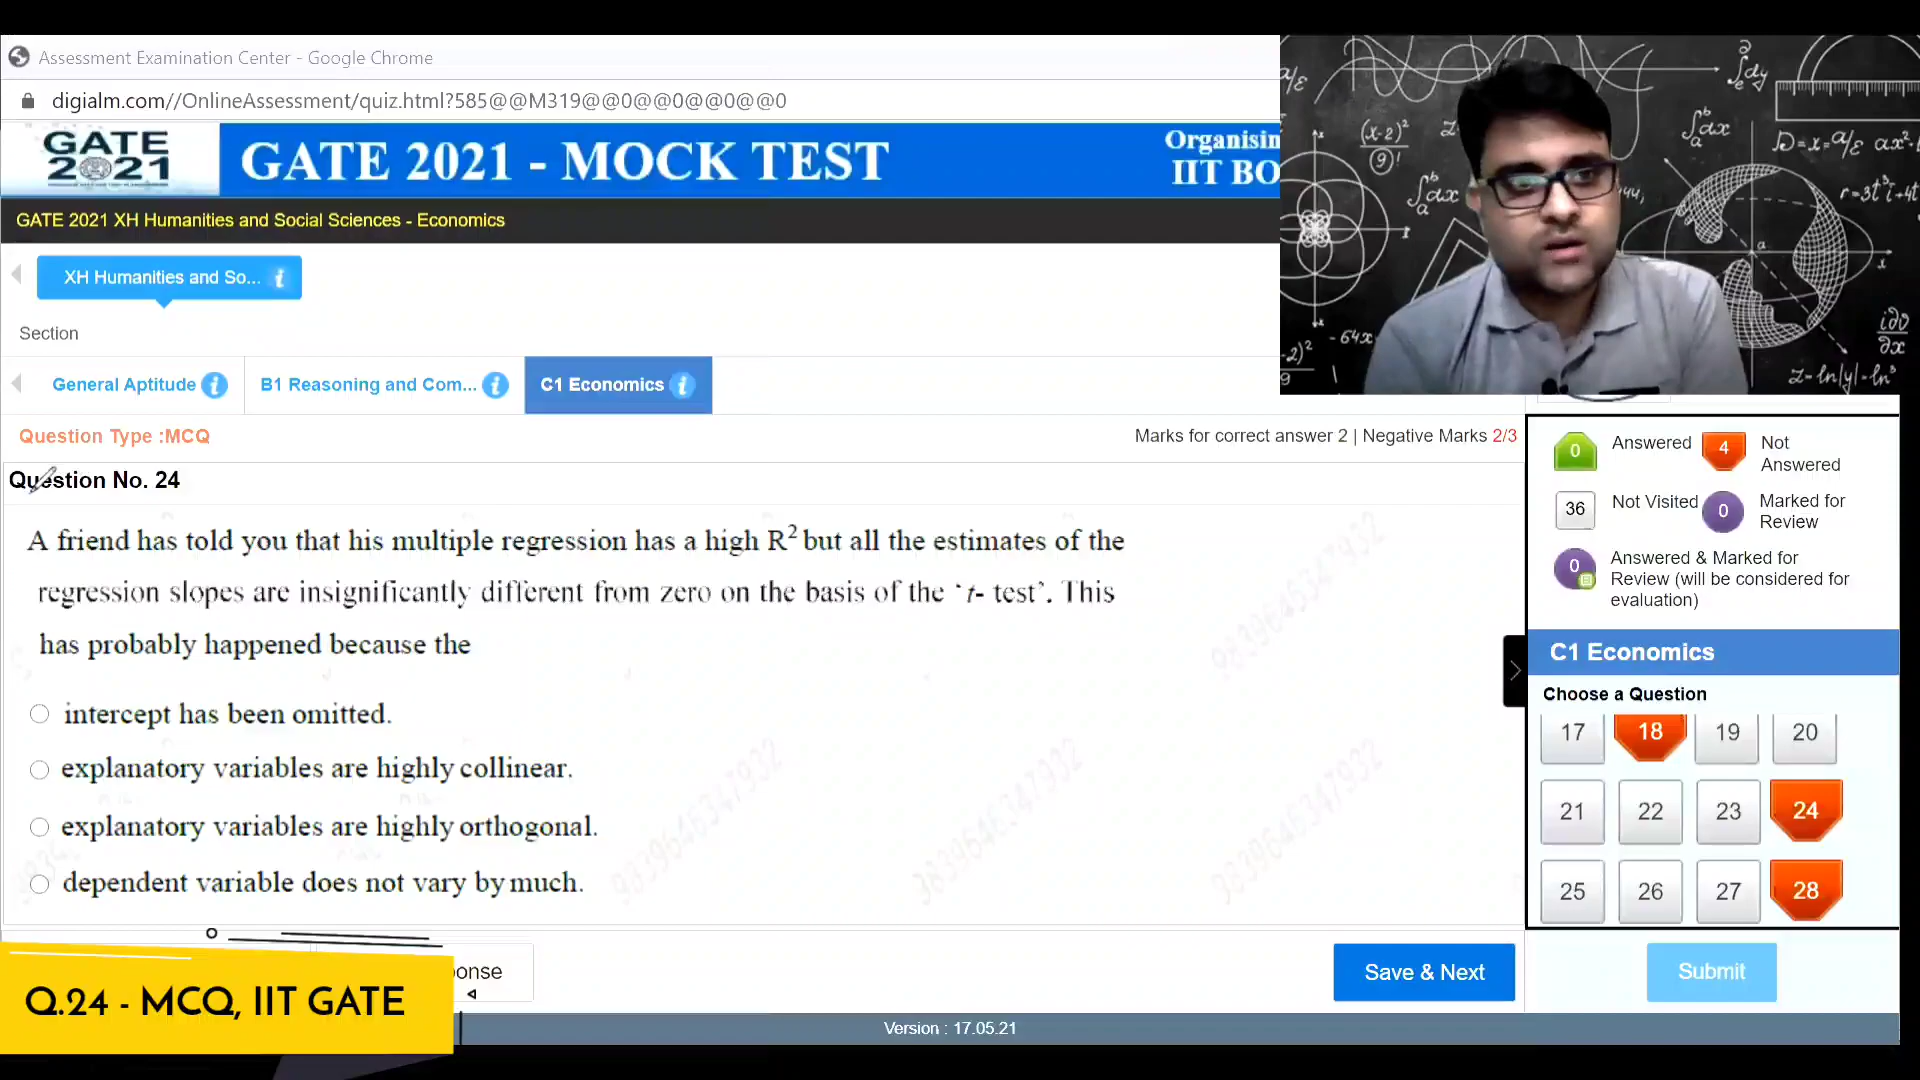 Assessment Examination Center - Google Chrome
digialm.com//OnlineAssessment/quiz.html?585@@M319@@0@@0@@0@@0
GATE
2021
GATE 2021 - MOCK TEST
Organisin
IIT BO
GATE 2021 XH Humanities and Social Sciences - Economics
XH Humanities and So... i
Section
General Aptitude i
B1 Reasoning and Com... i
C1 Economics i
Question Type :MCQ
Marks for correct answer 2 | Negative Marks 2/3
Question No. 24
A friend has told you that his multiple regression has a high R² but all the estimates of the
regression slopes are insignificantly different from zero on the basis of the ‘t- test’. This
has probably happened because the
intercept has been omitted.
explanatory variables are highly collinear.
explanatory variables are highly orthogonal.
dependent variable does not vary by much.
0 Answered
4 Not Answered
36 Not Visited
0 Marked for Review
0 Answered & Marked for
Review (will be considered for
evaluation)
C1 Economics
Choose a Question
17 18 19 20
21 22 23 24
25 26 27 28
onse
Save & Next
Submit
Q.24 - MCQ, IIT GATE
Version : 17.05.21